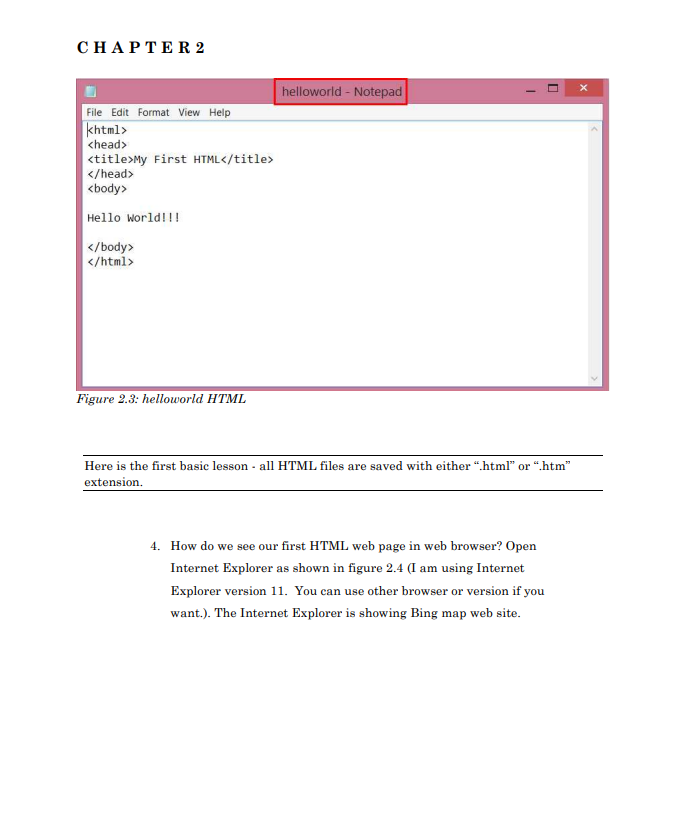 CHAPTER2
helloworld - Notepad
File Edit Format View Help
<html>
<head>
<title>My First HTML</title>
</head>
<body>
Hello World!!!
</body>
</html>
Figure 2.3: helloworld HTML
Here is the first basic lesson - all HTML files are saved with either “.html” or “.htm”
extension.
4. How do we see our first HTML web page in web browser? Open
Internet Explorer as shown in figure 2.4 (I am using Internet
Explorer version 11. You can use other browser or version if you
want.). The Internet Explorer is showing Bing map web site.